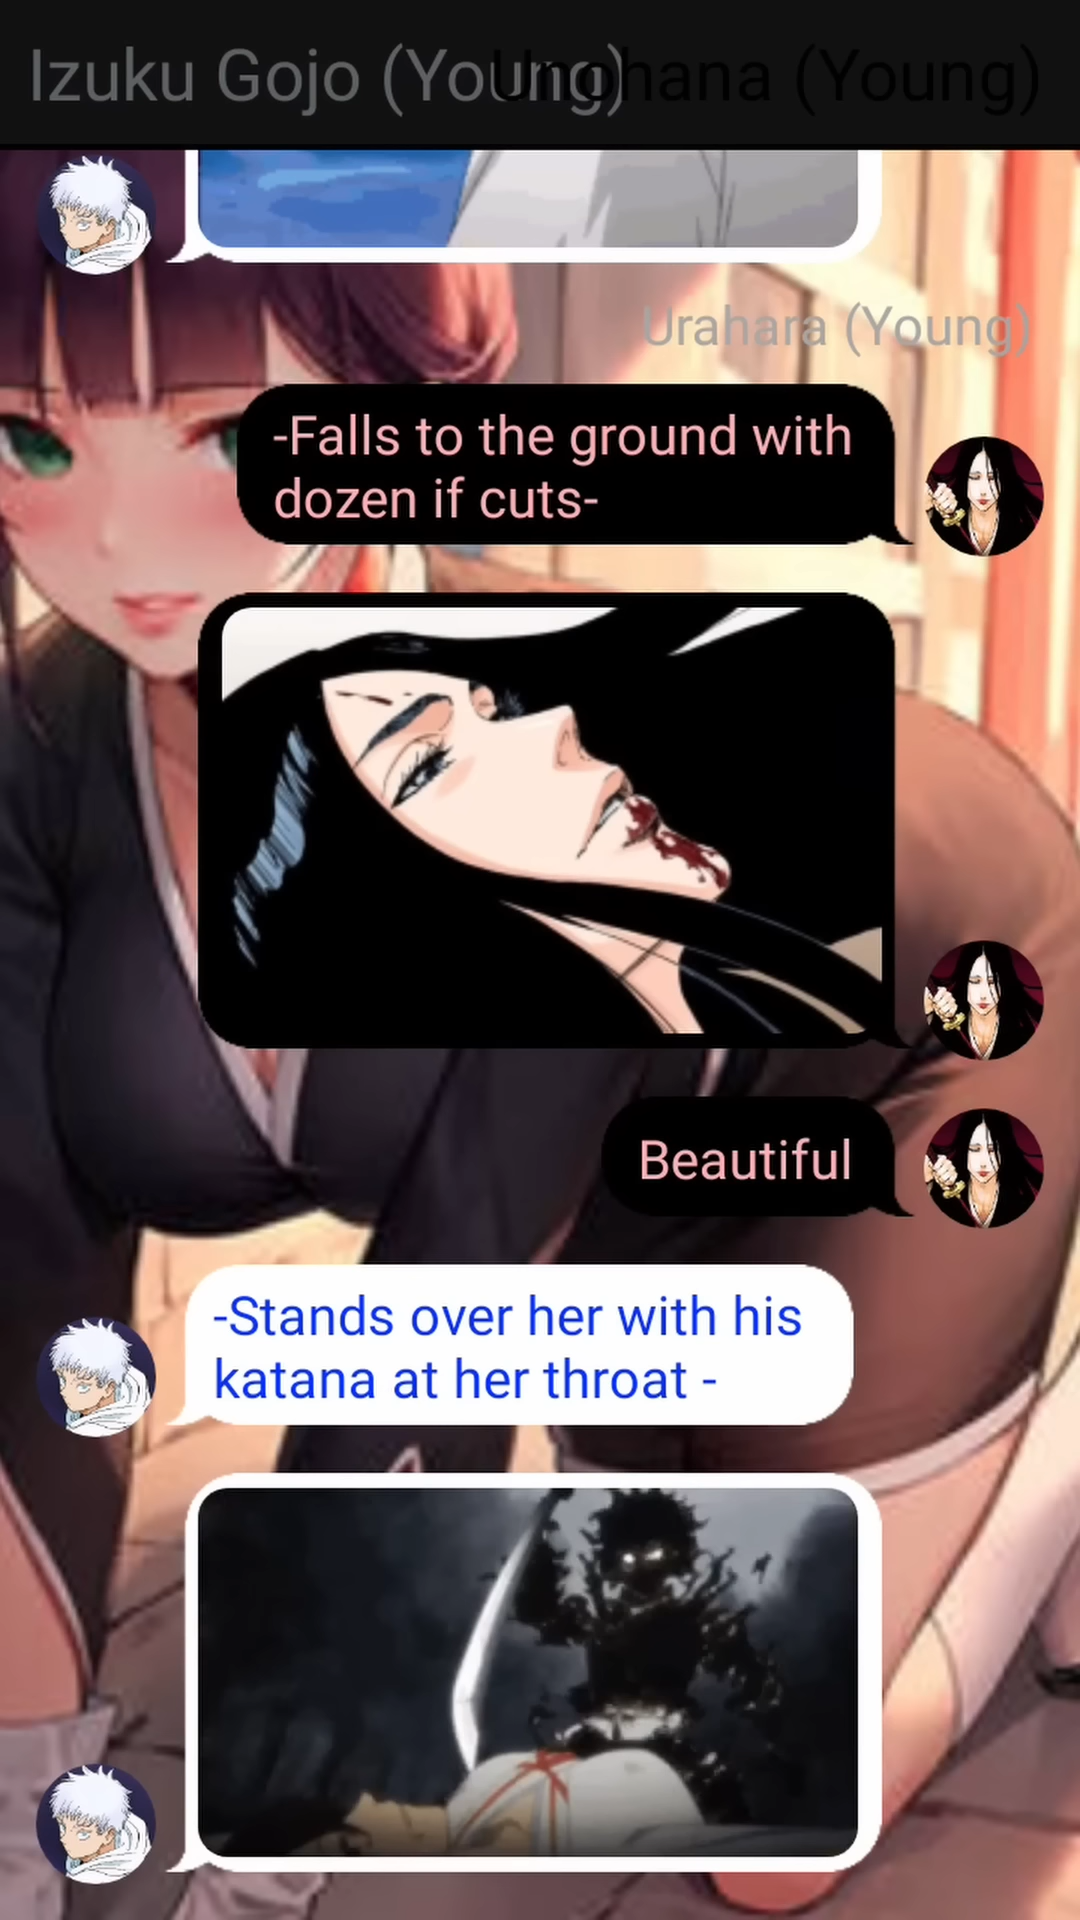 Izuku Gojo (Young)
Unohana (Young)
Urahara (Young)
-Falls to the ground with
dozen if cuts-
Beautiful
-Stands over her with his
katana at her throat -